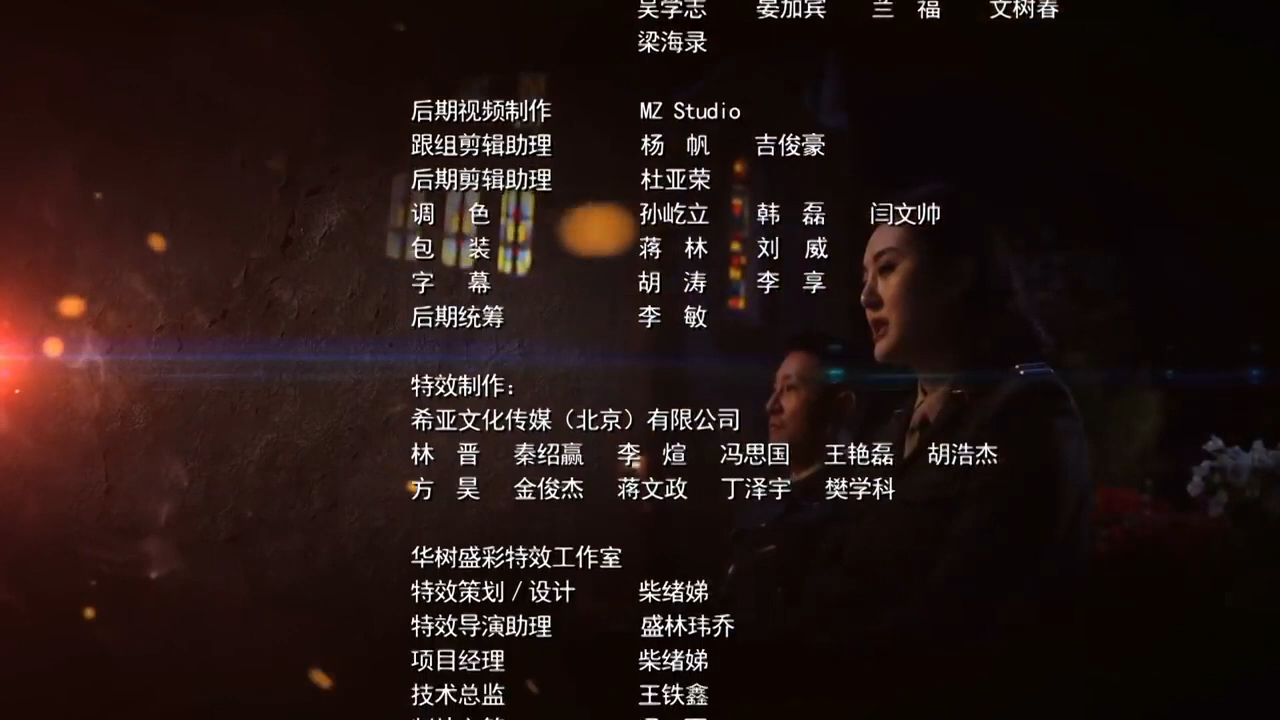 吴学志 晏加宾 兰 福 文树春
梁海录
后期视频制作 MZ Studio
跟组剪辑助理 杨 帆 吉俊豪
后期剪辑助理 杜亚荣
调 色 孙屹立 韩 磊 闫文帅
包 装 蒋 林 刘 威
字 幕 胡 涛 李 享
后期统筹 李 敏
特效制作：
希亚文化传媒（北京）有限公司
林 晋 秦绍赢 李 煊 冯思国 王艳磊 胡浩杰
方 昊 金俊杰 蒋文政 丁泽宇 樊学科
华树盛彩特效工作室
特效策划/设计 柴绪娣
特效导演助理 盛林玮乔
项目经理 柴绪娣
技术总监 王铁鑫